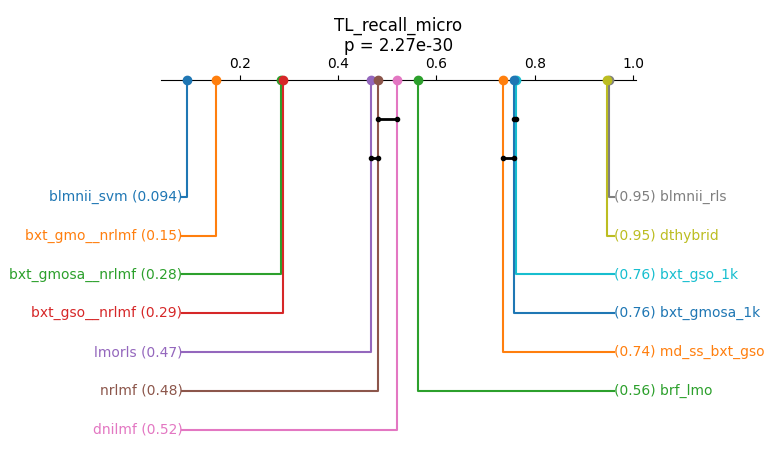 TL_recall_micro
p = 2.27e-30
0.2 0.4 0.6 0.8 1.0
blmnii_svm (0.094)
(0.95) blmnii_rls
bxt_gmo__nrlmf (0.15)
(0.95) dthybrid
bxt_gmosa__nrlmf (0.28)
(0.76) bxt_gso_1k
bxt_gso__nrlmf (0.29)
(0.76) bxt_gmosa_1k
lmorls (0.47)
(0.74) md_ss_bxt_gso
nrlmf (0.48)
(0.56) brf_lmo
dnilmf (0.52)